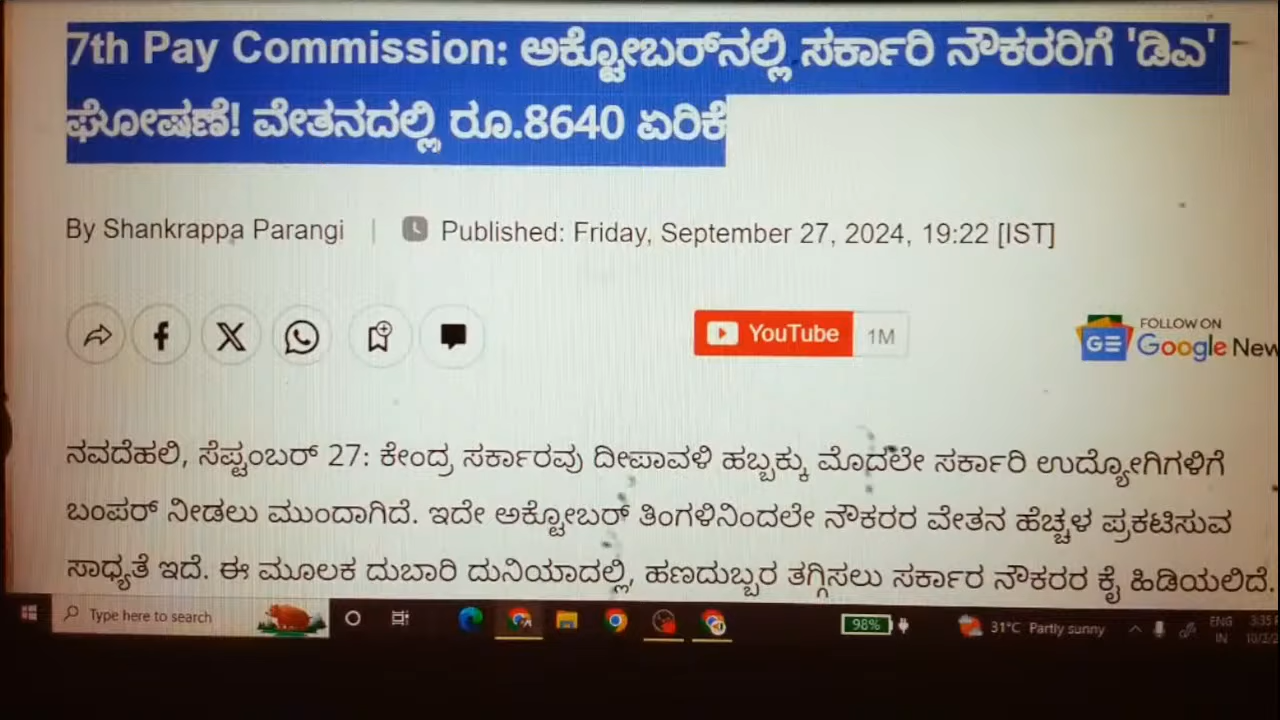 7th Pay Commission: ಅಕ್ಟೋಬರ್‌ನಲ್ಲಿ ಸರ್ಕಾರಿ ನೌಕರರಿಗೆ 'ಡಿಎ'
ಘೋಷಣೆ! ವೇತನದಲ್ಲಿ ರೂ.8640 ಏರಿಕೆ
By Shankrappa Parangi | Published: Friday, September 27, 2024, 19:22 [IST]
YouTube 1M
FOLLOW ON
Google New
ನವದೆಹಲಿ, ಸೆಪ್ಟಂಬರ್ 27: ಕೇಂದ್ರ ಸರ್ಕಾರವು ದೀಪಾವಳಿ ಹಬ್ಬಕ್ಕು ಮೊದಲೇ ಸರ್ಕಾರಿ ಉದ್ಯೋಗಿಗಳಿಗೆ
ಬಂಪರ್ ನೀಡಲು ಮುಂದಾಗಿದೆ. ಇದೇ ಅಕ್ಟೋಬರ್ ತಿಂಗಳಿನಿಂದಲೇ ನೌಕರರ ವೇತನ ಹೆಚ್ಚಳ ಪ್ರಕಟಿಸುವ
ಸಾಧ್ಯತೆ ಇದೆ. ಈ ಮೂಲಕ ದುಬಾರಿ ದುನಿಯಾದಲ್ಲಿ, ಹಣದುಬ್ಬರ ತಗ್ಗಿಸಲು ಸರ್ಕಾರ ನೌಕರರ ಕೈ ಹಿಡಿಯಲಿದೆ.
Type here to search 98% 31°C Partly sunny ENG 3:35
IN